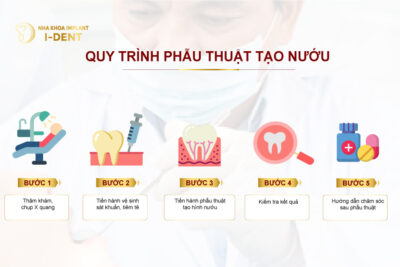 NHA KHOA IMPLANT
I-DENT
QUY TRÌNH PHẪU THUẬT TẠO NƯỚU
BƯỚC 1
BƯỚC 2
BƯỚC 3
BƯỚC 4
BƯỚC 5
Thăm khám,
chụp X quang
Tiến hành vệ sinh
sát khuẩn, tiêm tê
Tiến hành phẫu thuật
tạo hình nướu
Kiểm tra kết quả
Hướng dẫn chăm sóc
sau phẫu thuật